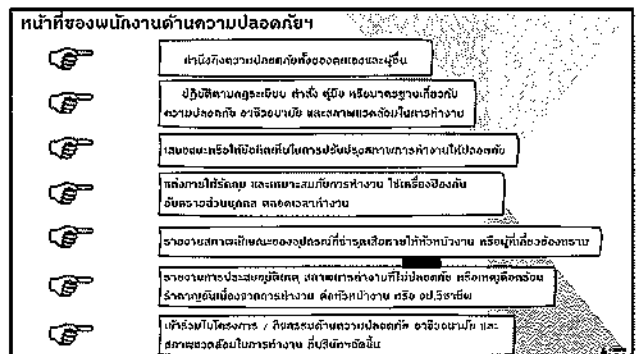 หน้าที่ของพนักงานด้านความปลอดภัยฯ
คำนึงถึงความปลอดภัยทั้งของตนเองและผู้อื่น
ปฏิบัติตามกฎระเบียบ คำสั่ง คู่มือ หรือมาตรฐานเกี่ยวกับ
ความปลอดภัย อาชีวอนามัย และสภาพแวดล้อมในการทำงาน
เสนอแนะหรือให้ข้อคิดเห็นในการปรับปรุงสภาพการทำงานให้ปลอดภัย
แต่งกายให้รัดกุม และเหมาะสมกับการทำงาน ใช้เครื่องป้องกัน
อันตรายส่วนบุคคล ตลอดเวลาทำงาน
รายงานสภาพลักษณะของอุปกรณ์ที่ชำรุดเสียหายให้หัวหน้างาน หรือผู้ที่เกี่ยวข้องทราบ
รายงานการประสบอุบัติเหตุ สภาพการทำงานที่ไม่ปลอดภัย หรือเหตุเดือดร้อน
รำคาญอันเนื่องจากการทำงาน ต่อหัวหน้างาน หรือ จป.วิชาชีพ
เข้าร่วมในโครงการ / กิจกรรมด้านความปลอดภัย อาชีวอนามัย และ
สภาพแวดล้อมในการทำงาน ที่บริษัทฯจัดขึ้น